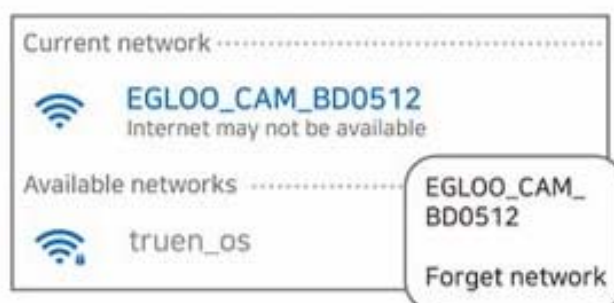 Current network
EGLOO_CAM_BD0512
Internet may not be available
Available networks
truen_os
EGLOO_CAM_
BD0512
Forget network